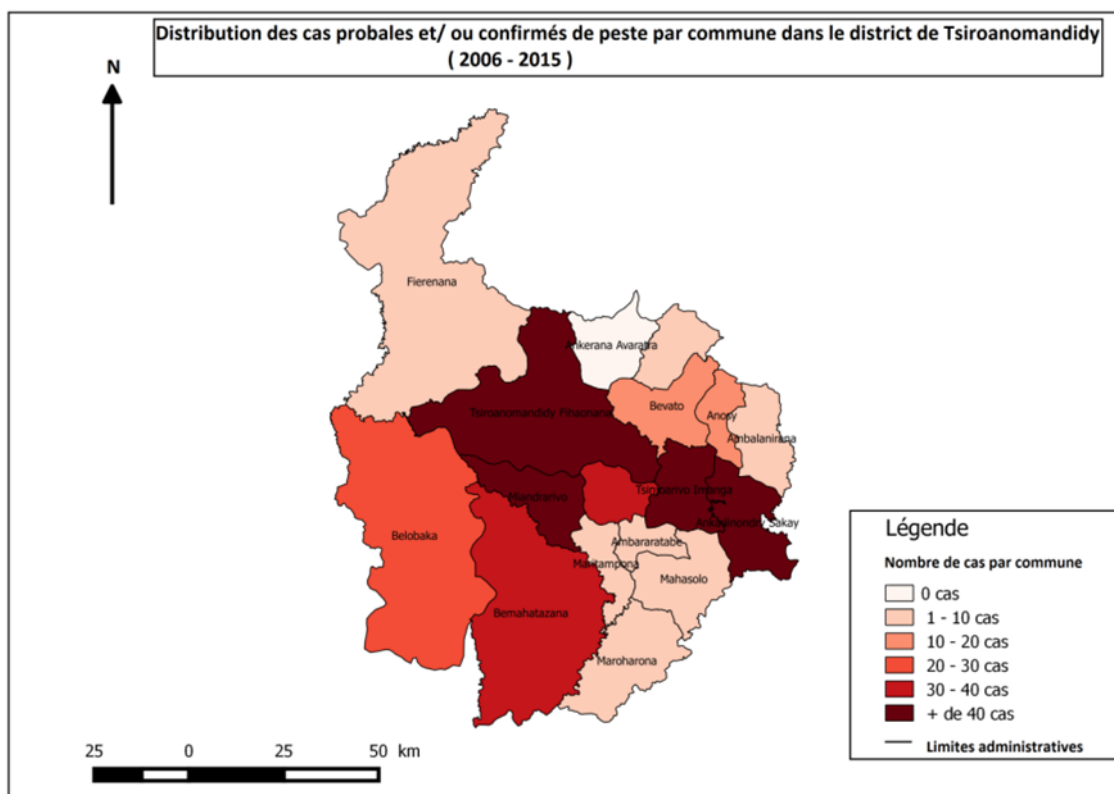 Distribution des cas probales et/ ou confirmés de peste par commune dans le district de Tsiroanomandidy
( 2006 - 2015 )
N
Fierenana
Ankerana Avaratra
Tsiroanomandidy Fihaonana
Bevato
Anosy
Ambalanirana
Miandrarivo
Tsimbarivo Imanga
Ankadinondry Sakay
Belobaka
Ambararatabe
Maritampona
Mahasolo
Bemahatazana
Maroharona
Légende
Nombre de cas par commune
0 cas
1 - 10 cas
10 - 20 cas
20 - 30 cas
30 - 40 cas
+ de 40 cas
Limites administratives
25 0 25 50 km